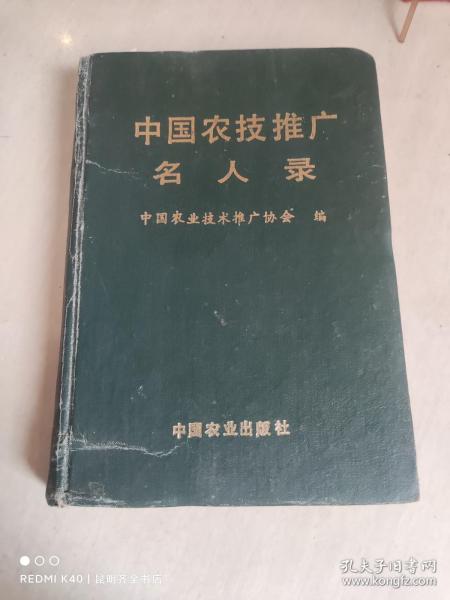 中国农技推广
名人录
中国农业技术推广协会 编
中国农业出版社
REDMI K40 | 昆明齐全书店
孔夫子旧书网
www.kongfz.com